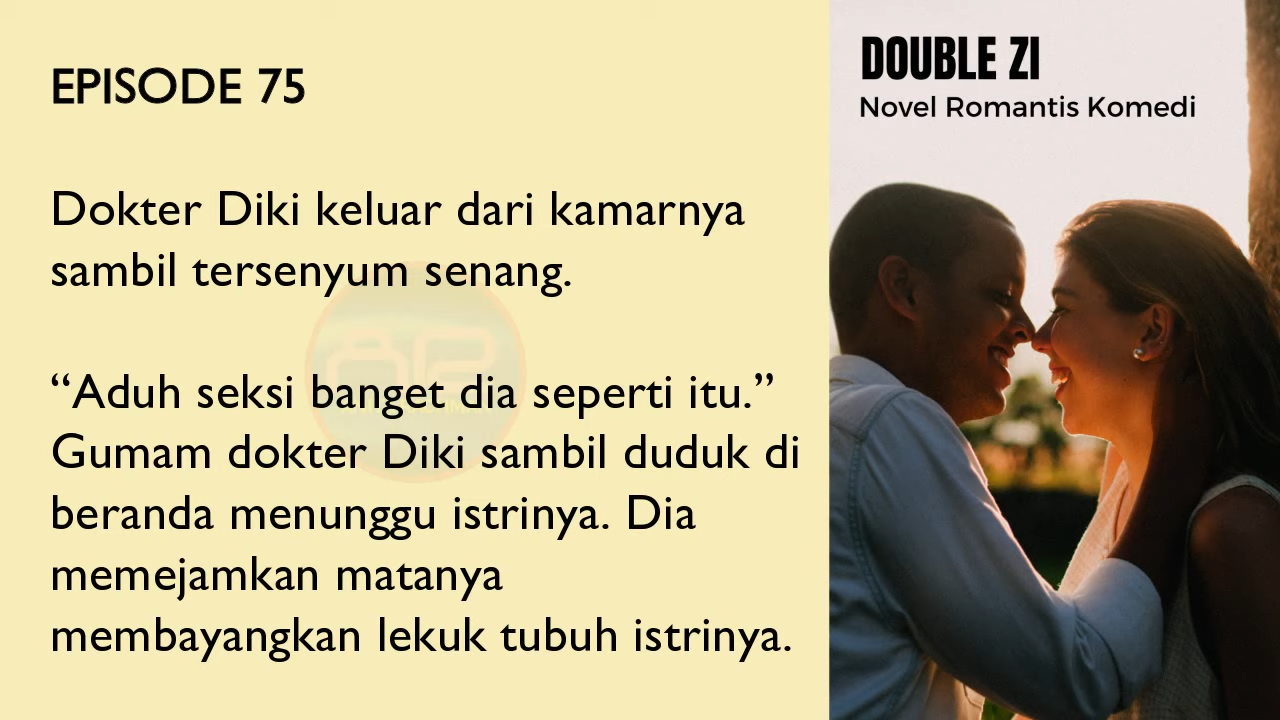 EPISODE 75
Dokter Diki keluar dari kamarnya
sambil tersenyum senang.
“Aduh seksi banget dia seperti itu.”
Gumam dokter Diki sambil duduk di
beranda menunggu istrinya. Dia
memejamkan matanya
membayangkan lekuk tubuh istrinya.
DOUBLE ZI
Novel Romantis Komedi